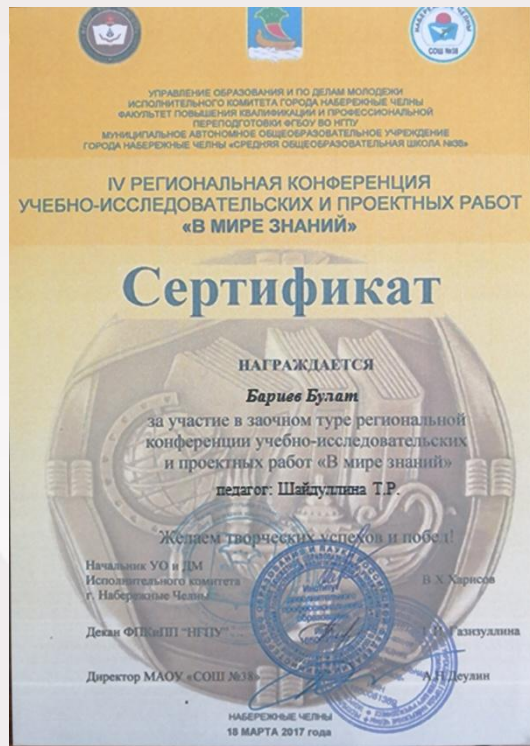 НАБЕРЕЖНЫЕ ЧЕЛНЫ
СОШ №38
УПРАВЛЕНИЕ ОБРАЗОВАНИЯ И ПО ДЕЛАМ МОЛОДЕЖИ
ИСПОЛНИТЕЛЬНОГО КОМИТЕТА ГОРОДА НАБЕРЕЖНЫЕ ЧЕЛНЫ
ФАКУЛЬТЕТ ПОВЫШЕНИЯ КВАЛИФИКАЦИИ И ПРОФЕССИОНАЛЬНОЙ
ПЕРЕПОДГОТОВКИ ФГБОУ ВО НГПУ
МУНИЦИПАЛЬНОЕ АВТОНОМНОЕ ОБЩЕОБРАЗОВАТЕЛЬНОЕ УЧРЕЖДЕНИЕ
ГОРОДА НАБЕРЕЖНЫЕ ЧЕЛНЫ «СРЕДНЯЯ ОБЩЕОБРАЗОВАТЕЛЬНАЯ ШКОЛА №38»
IV РЕГИОНАЛЬНАЯ КОНФЕРЕНЦИЯ
УЧЕБНО-ИССЛЕДОВАТЕЛЬСКИХ И ПРОЕКТНЫХ РАБОТ
«В МИРЕ ЗНАНИЙ»
Сертификат
НАГРАЖДАЕТСЯ
Бариев Булат
за участие в заочном туре региональной
конференции учебно-исследовательских
и проектных работ «В мире знаний»
педагог: Шайдуллина Т.Р.
Желаем творческих успехов и побед!
Начальник УО и ДМ
Исполнительного комитета
г. Набережные Челны
В.Х.Харисов
Декан ФПКиПП "НГПУ"
Газизуллина
Директор МАОУ «СОШ №38»
А.Н.Деулин
НАБЕРЕЖНЫЕ ЧЕЛНЫ
18 МАРТА 2017 года